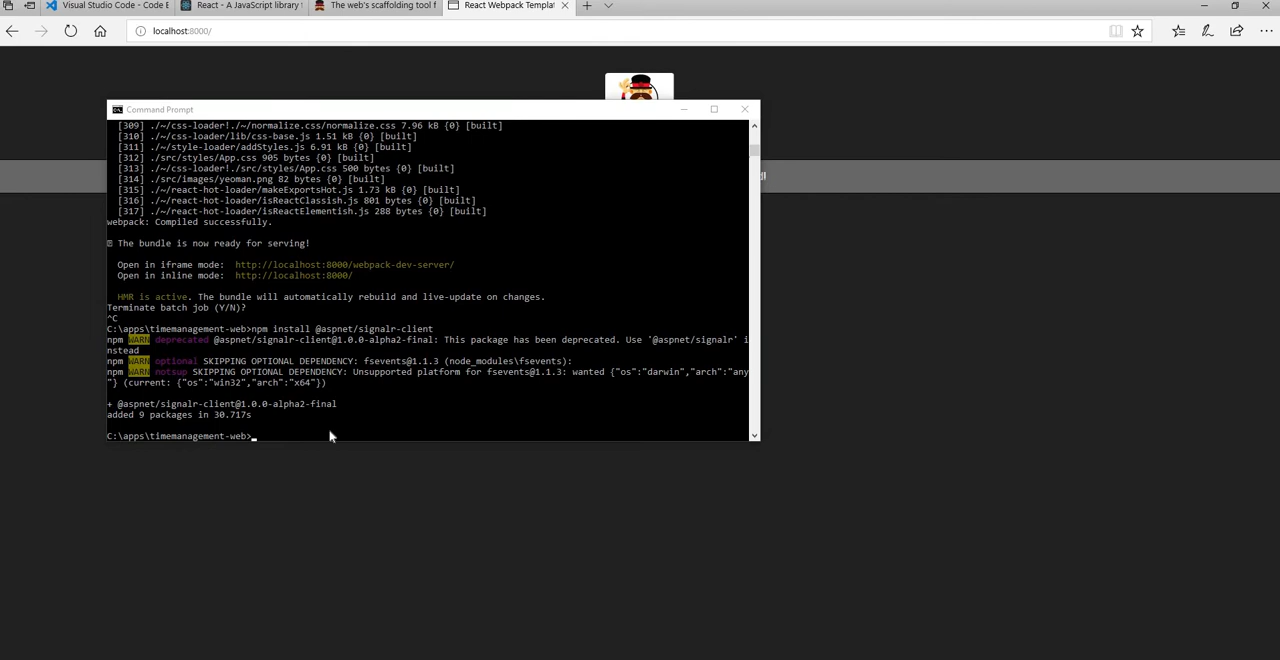 Visual Studio Code - Code E
React - A JavaScript library
The web's scaffolding tool f
React Webpack Templat
localhost:8000/
Command Prompt
[309] ./~/css-loader!./~/normalize.css/normalize.css 7.96 kB {0} [built]
[310] ./~/css-loader/lib/css-base.js 1.51 kB {0} [built]
[311] ./~/style-loader/addStyles.js 6.91 kB {0} [built]
[312] ./src/styles/App.css 905 bytes {0} [built]
[313] ./~/css-loader!./src/styles/App.css 500 bytes {0} [built]
[314] ./src/images/yeoman.png 82 bytes {0} [built]
[315] ./~/react-hot-loader/makeExportsHot.js 1.73 kB {0} [built]
[316] ./~/react-hot-loader/isReactClassish.js 801 bytes {0} [built]
[317] ./~/react-hot-loader/isReactElementish.js 288 bytes {0} [built]
webpack: Compiled successfully.
The bundle is now ready for serving!
Open in iframe mode: http://localhost:8000/webpack-dev-server/
Open in inline mode: http://localhost:8000/
HMR is active. The bundle will automatically rebuild and live-update on changes.
Terminate batch job (Y/N)?
^C
C:\apps\timemanagement-web>npm install @aspnet/signalr-client
npm WARN deprecated @aspnet/signalr-client@1.0.0-alpha2-final: This package has been deprecated. Use '@aspnet/signalr' i
nstead
npm WARN optional SKIPPING OPTIONAL DEPENDENCY: fsevents@1.1.3 (node_modules\fsevents):
npm WARN notsup SKIPPING OPTIONAL DEPENDENCY: Unsupported platform for fsevents@1.1.3: wanted {"os":"darwin","arch":"any
"} (current: {"os":"win32","arch":"x64"})
+ @aspnet/signalr-client@1.0.0-alpha2-final
added 9 packages in 30.717s
C:\apps\timemanagement-web>